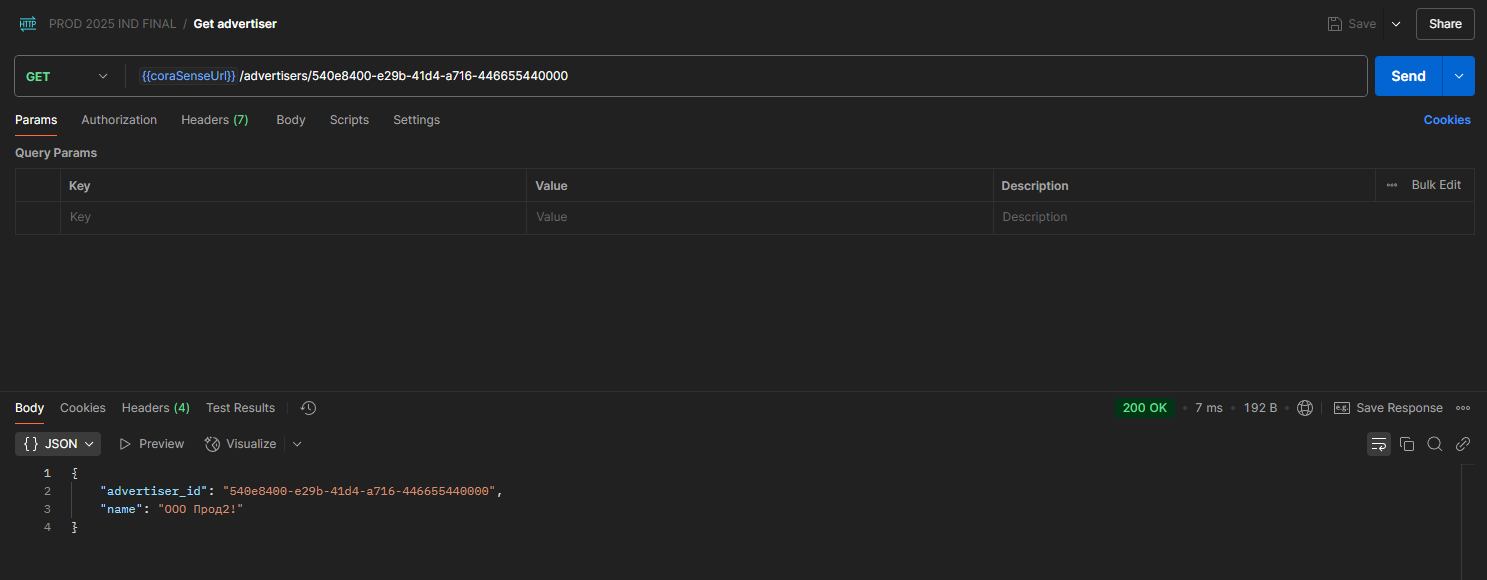 HTTP PROD 2025 IND FINAL / Get advertiser Save Share
GET {{coraSenseUrl}} /advertisers/540e8400-e29b-41d4-a716-446655440000 Send
Params Authorization Headers (7) Body Scripts Settings Cookies
Query Params
Key Value Description Bulk Edit
Key Value Description
Body Cookies Headers (4) Test Results 200 OK 7 ms 192 B e.g. Save Response
{} JSON Preview Visualize
1 {
2 "advertiser_id": "540e8400-e29b-41d4-a716-446655440000",
3 "name": "ООО Прод2!"
4 }